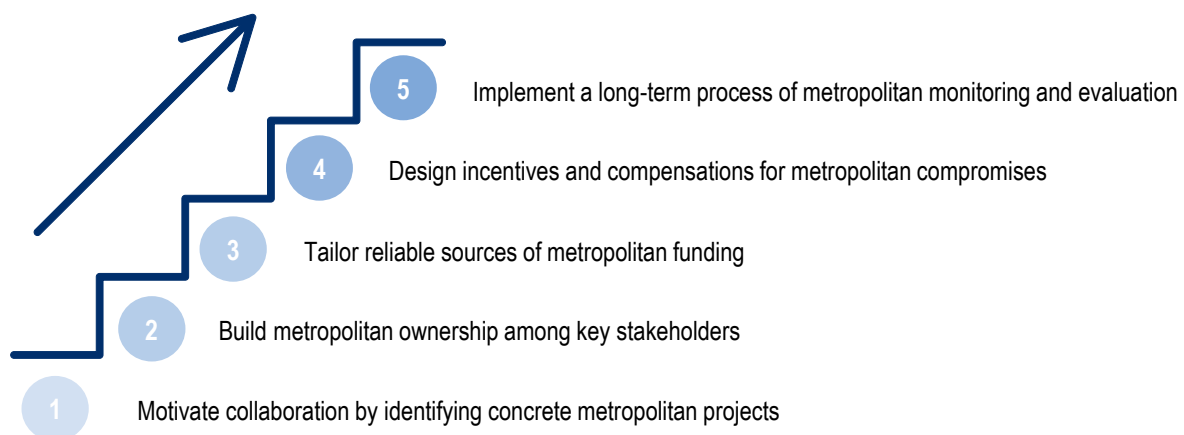 5 Implement a long-term process of metropolitan monitoring and evaluation
4 Design incentives and compensations for metropolitan compromises
3 Tailor reliable sources of metropolitan funding
2 Build metropolitan ownership among key stakeholders
1 Motivate collaboration by identifying concrete metropolitan projects